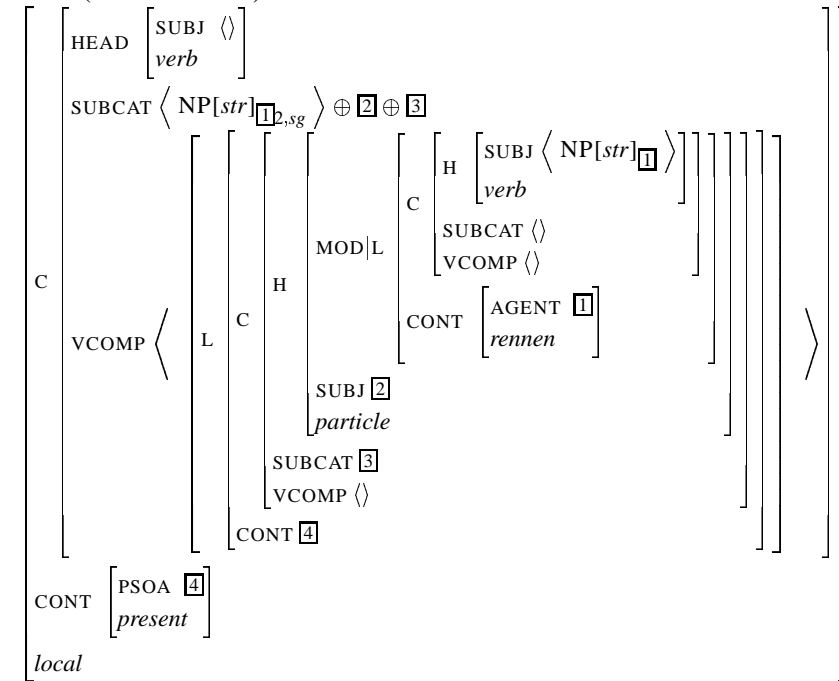 SUBJ ⟨⟩
HEAD
verb
SUBCAT ⟨ NP[str] 1 2,sg ⟩ ⊕ 2 ⊕ 3
SUBJ ⟨ NP[str] 1 ⟩
H
verb
C
SUBCAT ⟨⟩
MOD|L
VCOMP ⟨⟩
H
C
AGENT 1
CONT
C
rennen
VCOMP ⟨ L ⟩
SUBJ 2
particle
SUBCAT 3
VCOMP ⟨⟩
CONT 4
PSOA 4
CONT
present
local